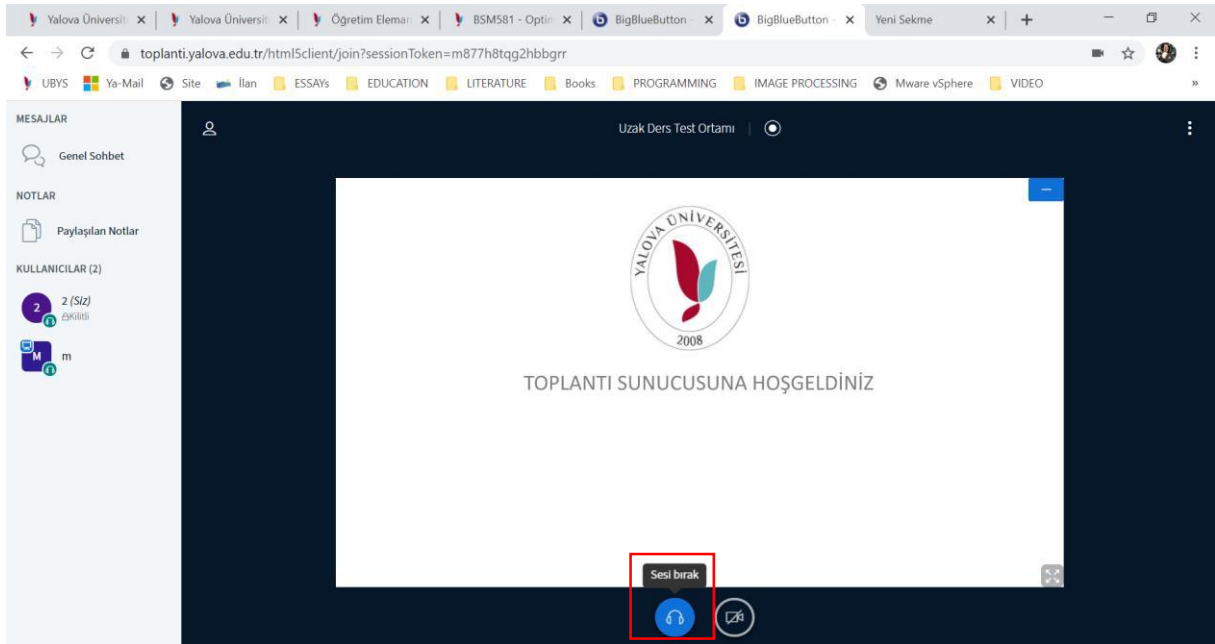 Yalova Üniversit
Yalova Üniversit
Öğretim Eleman
BSM581 - Optim
BigBlueButton -
BigBlueButton -
Yeni Sekme
toplanti.yalova.edu.tr/html5client/join?sessionToken=m877h8tqg2hbbgrr
UBYS
Ya-Mail
Site
İlan
ESSAYs
EDUCATION
LITERATURE
Books
PROGRAMMING
IMAGE PROCESSING
Mware vSphere
VIDEO
»
MESAJLAR
Genel Sohbet
NOTLAR
Paylaşılan Notlar
KULLANICILAR (2)
2
2 (Siz)
Kilitli
M
m
Uzak Ders Test Ortamı
YALOVA ÜNİVERSİTESİ
2008
TOPLANTI SUNUCUSUNA HOŞGELDİNİZ
Sesi bırak